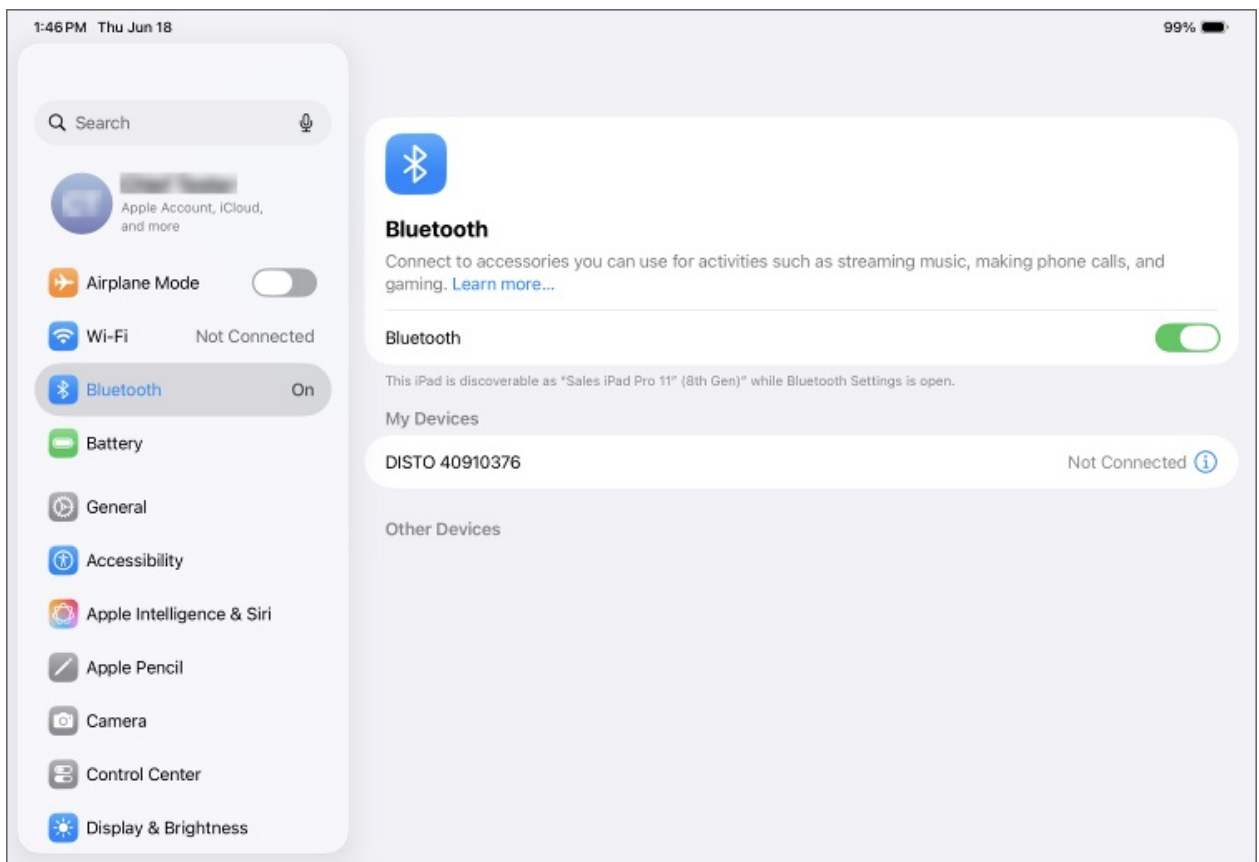 1:46 PM Thu Jun 18
99%
Search
Apple Account, iCloud,
and more
Airplane Mode
Wi-Fi
Not Connected
Bluetooth
On
Battery
General
Accessibility
Apple Intelligence & Siri
Apple Pencil
Camera
Control Center
Display & Brightness
Bluetooth
Connect to accessories you can use for activities such as streaming music, making phone calls, and
gaming. Learn more...
Bluetooth
This iPad is discoverable as "Sales iPad Pro 11" (8th Gen)" while Bluetooth Settings is open.
My Devices
DISTO 40910376
Not Connected
Other Devices